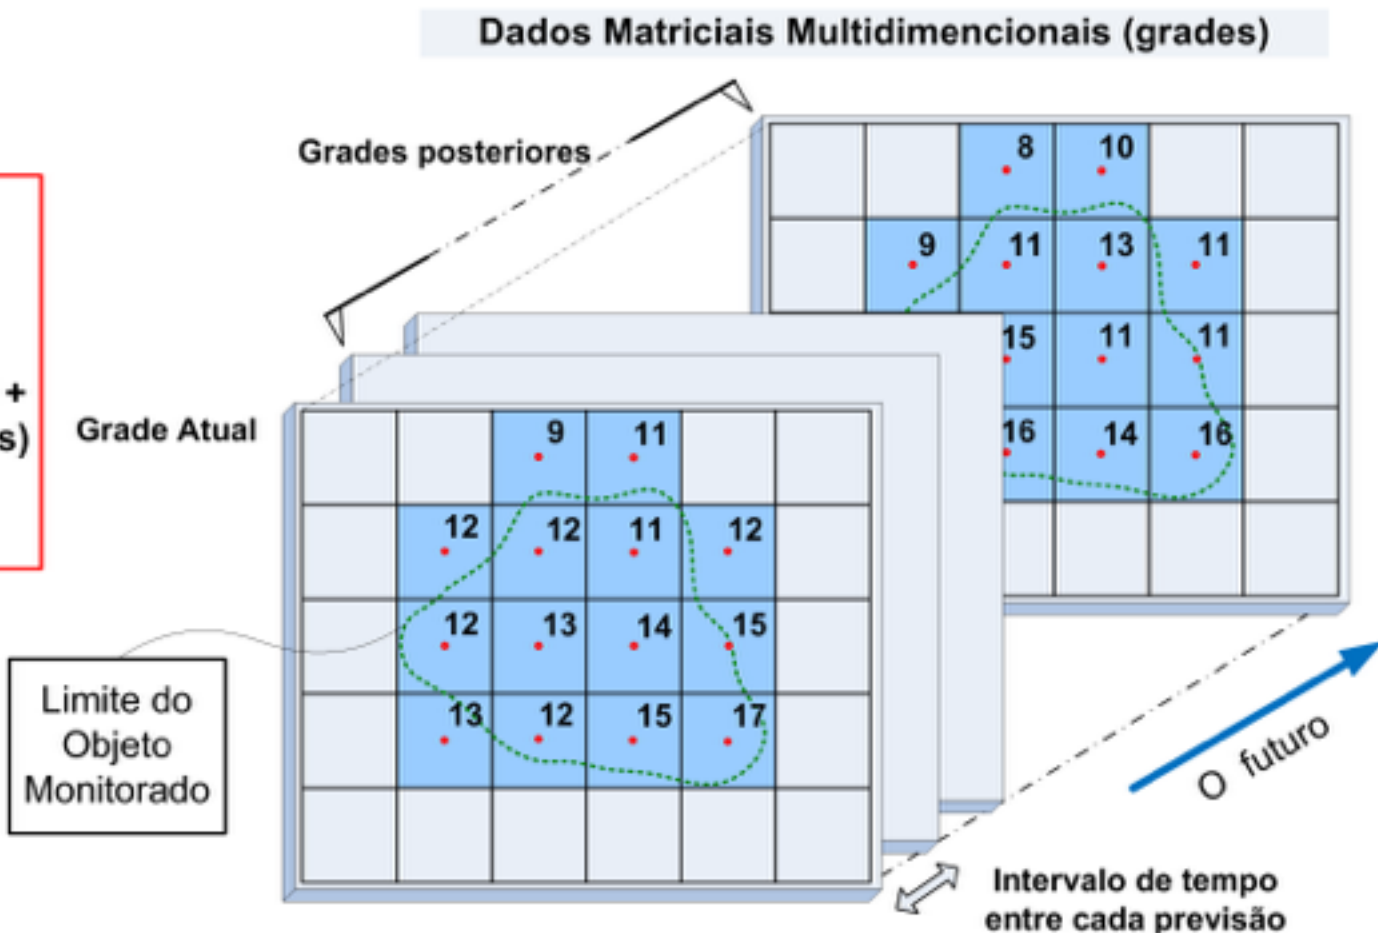 Dados Matriciais Multidimencionais (grades)
Grades posteriores
8 10
9 11 13 11
15 11 11
16 14 16
+
s)
Grade Atual
9 11
12 12 11 12
12 13 14 15
13 12 15 17
Limite do
Objeto
Monitorado
O futuro
Intervalo de tempo
entre cada previsão